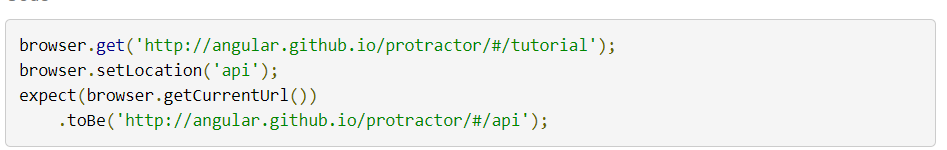 browser.get('http://angular.github.io/protractor/#/tutorial');
browser.setLocation('api');
expect(browser.getCurrentUrl())
    .toBe('http://angular.github.io/protractor/#/api');